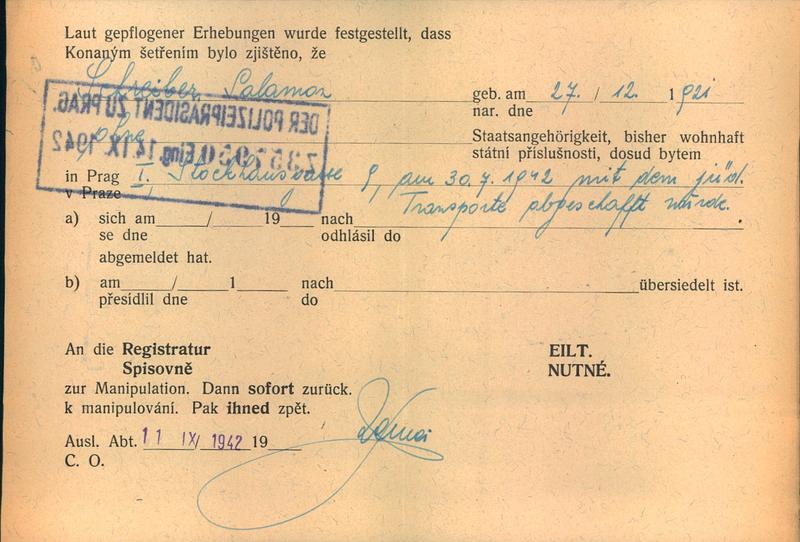 Laut gepflogener Erhebungen wurde festgestellt, dass
Konaným šetřením bylo zjištěno, že
Schreiber, Salamon geb. am 27. / 12. 1921
nar. dne
DER POLIZEIPRÄSIDENT ZU PRAG.
Eing. 14. IX. 1942
ohne Staatsangehörigkeit, bisher wohnhaft
státní příslušnosti, dosud bytem
in Prag I. Stockhausgasse 9, am 30.7.1942 mit dem jüd.
v Praze Transporte abgeschafft wurde.
a) sich am / 19 nach
se dne odhlásil do
abgemeldet hat.
b) am / 1 nach übersiedelt ist.
přesídlil dne do
An die Registratur EILT.
Spisovně NUTNÉ.
zur Manipulation. Dann sofort zurück.
k manipulování. Pak ihned zpět.
Ausl. Abt. 11 IX/ 1942 19
C. O.